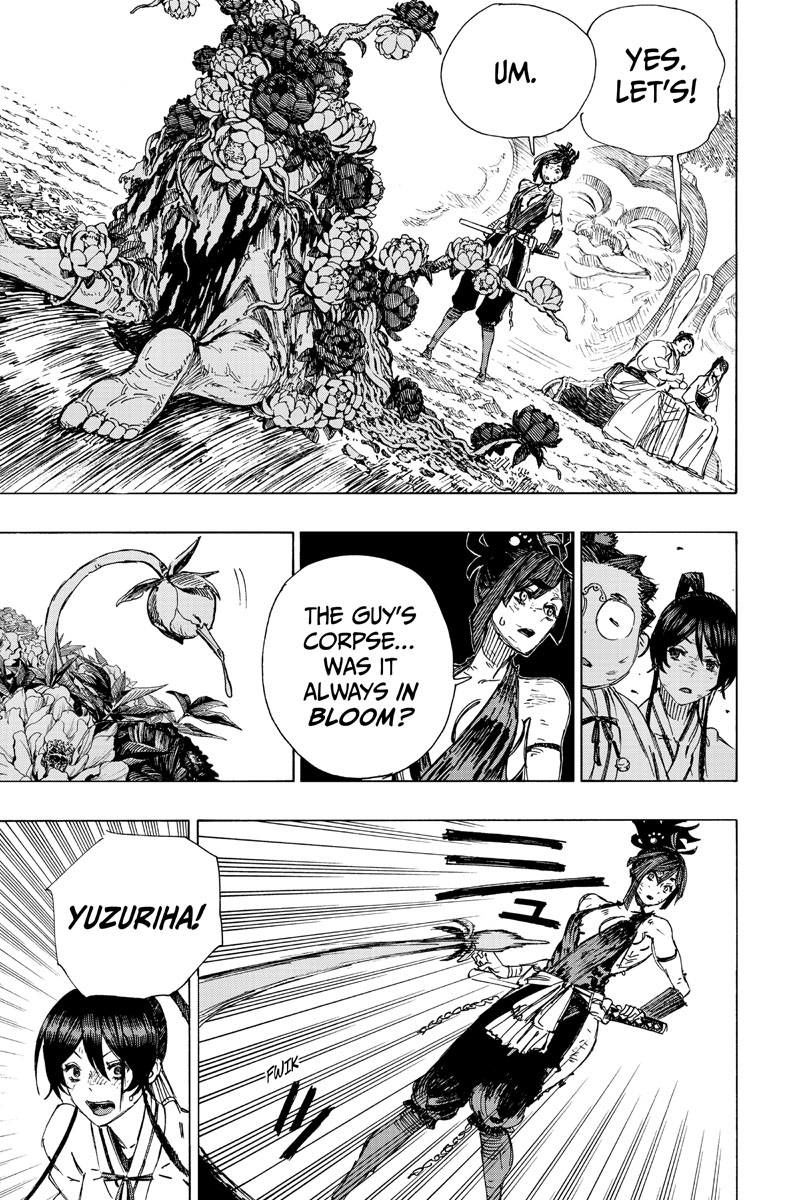 YES.
LET'S!
UM.
THE GUY'S
CORPSE...
WAS IT
ALWAYS IN
BLOOM?
ユ
FWIK
YUZURIHA!